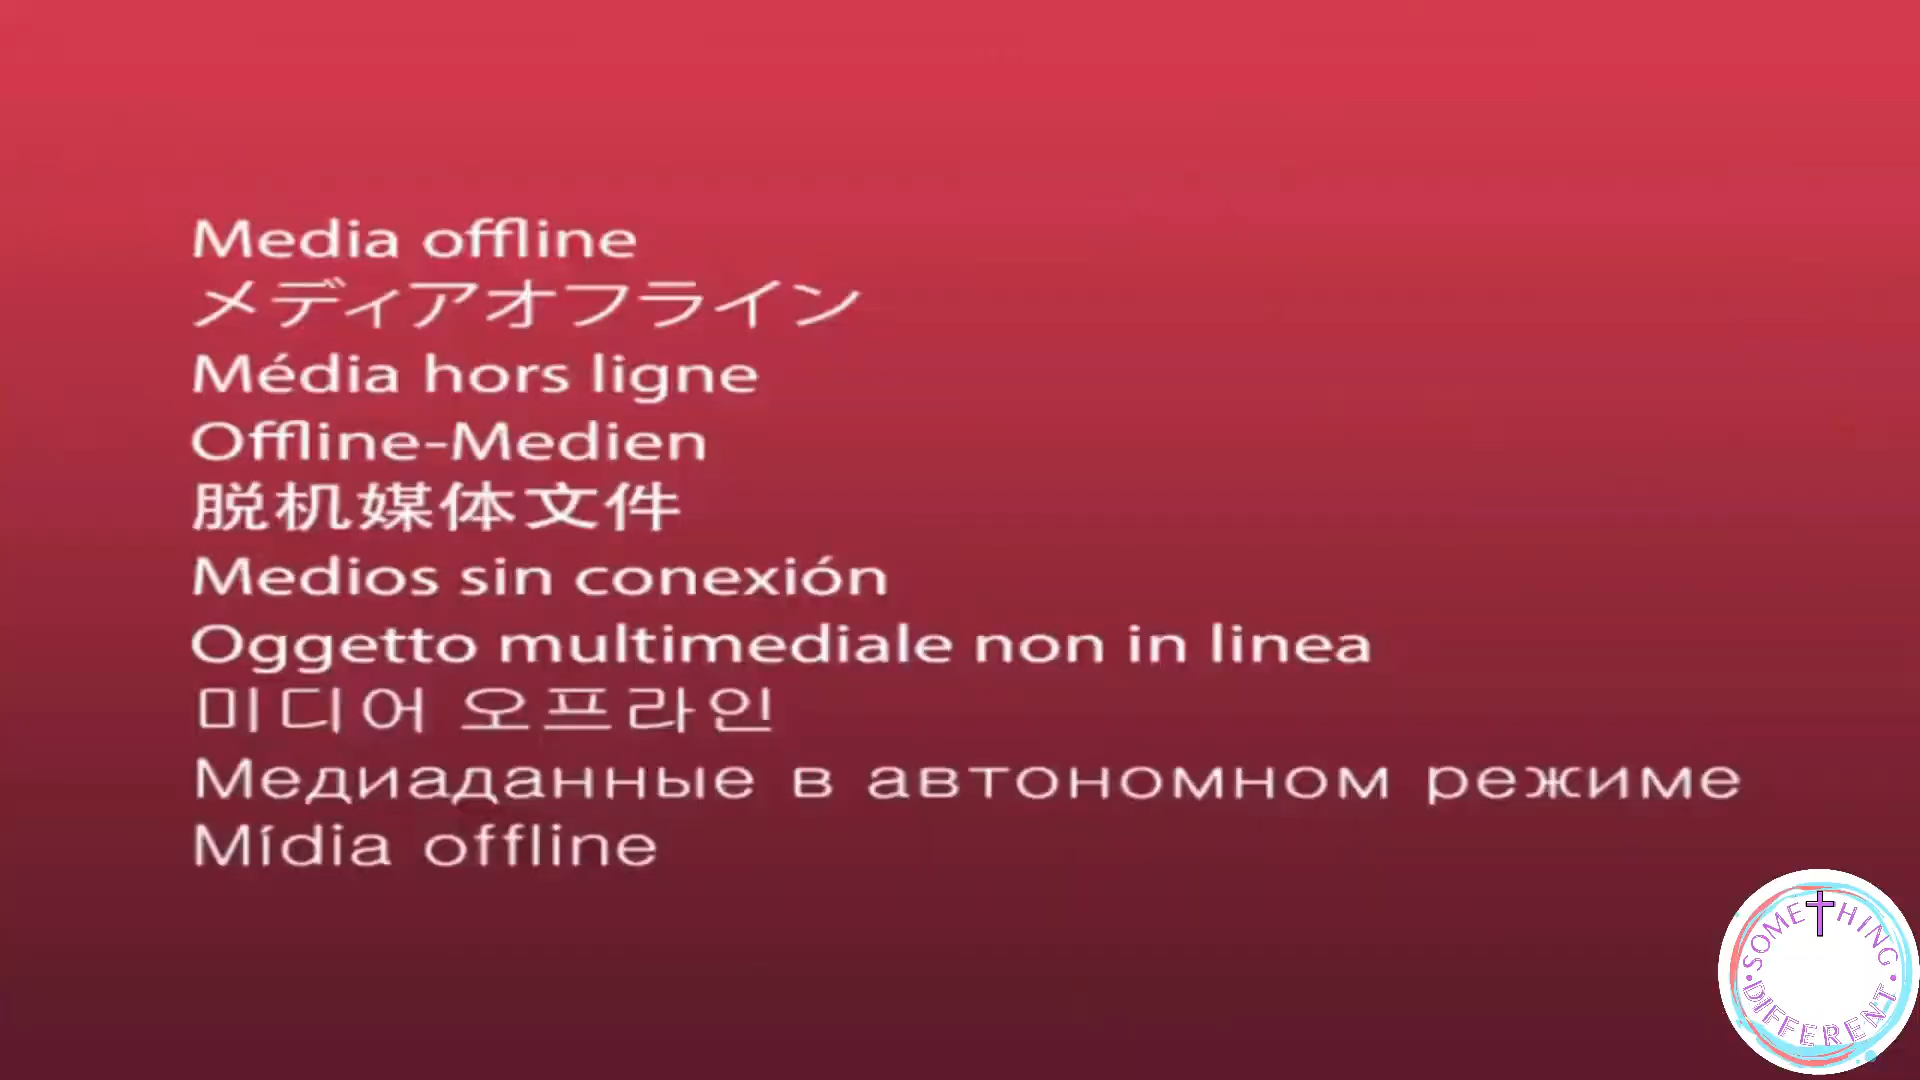 Media offline
メディアオフライン
Média hors ligne
Offline-Medien
脱机媒体文件
Medios sin conexión
Oggetto multimediale non in linea
미디어 오프라인
Медиаданные в автономном режиме
Mídia offline
SOME†HING
·DIFFERENT·